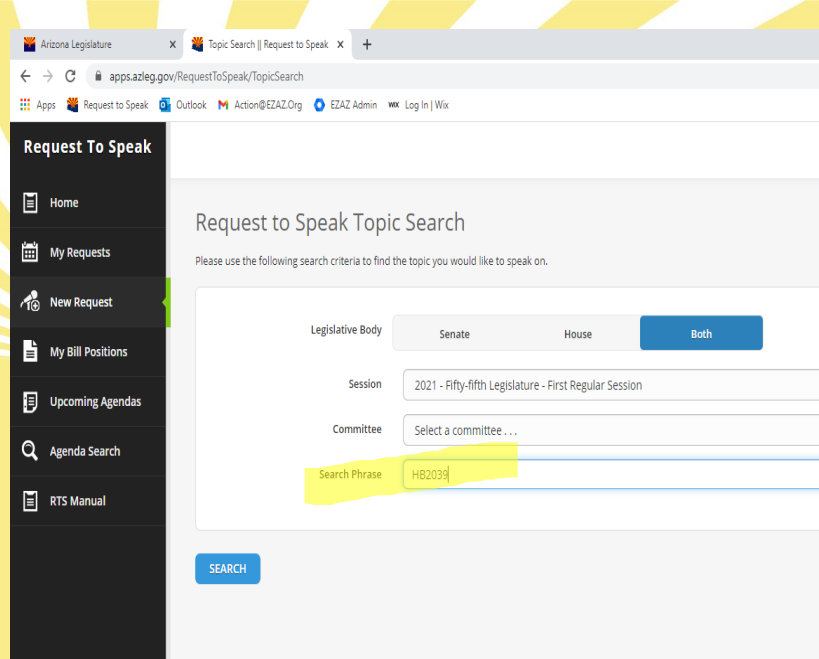 Arizona Legislature x Topic Search || Request to Speak x +
apps.azleg.gov/RequestToSpeak/TopicSearch
Apps Request to Speak Outlook Action@EZAZ.Org EZAZ Admin WIX Log In | Wix
Request To Speak
Home
My Requests
New Request
My Bill Positions
Upcoming Agendas
Agenda Search
RTS Manual
Request to Speak Topic Search
Please use the following search criteria to find the topic you would like to speak on.
Legislative Body Senate House Both
Session 2021 - Fifty-fifth Legislature - First Regular Session
Committee Select a committee . . .
Search Phrase HB2039
SEARCH